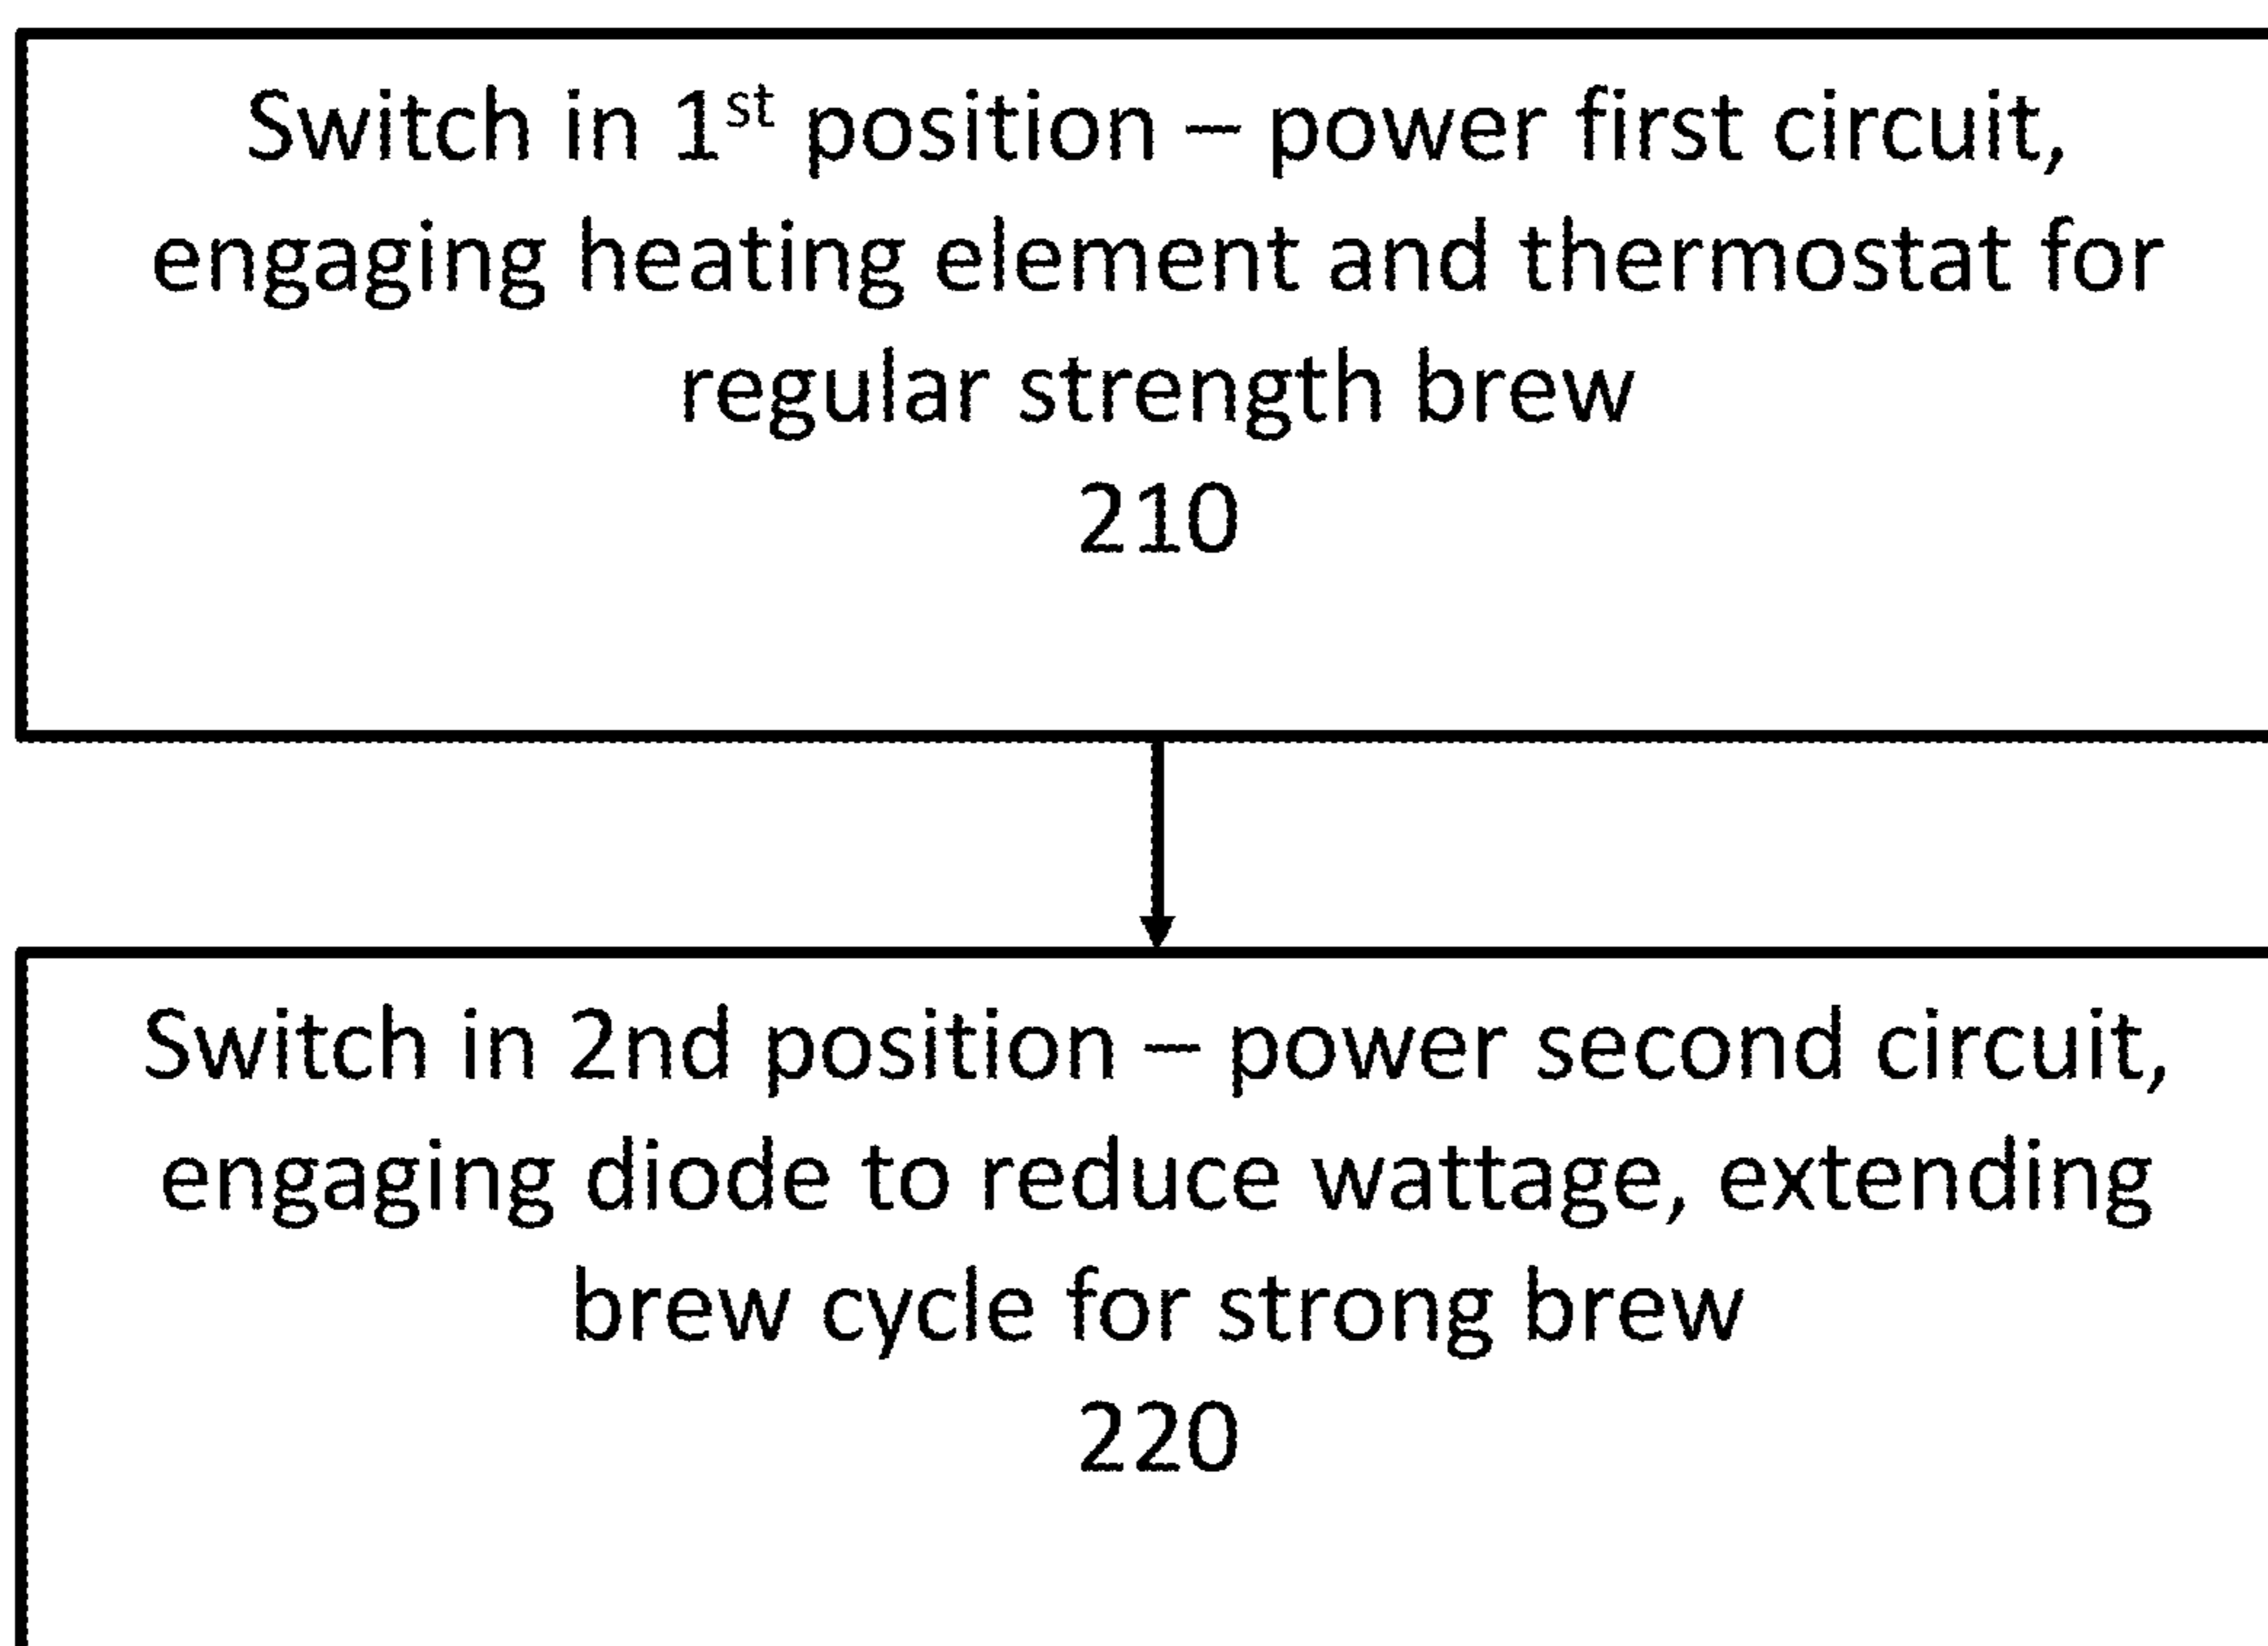 Switch in 1st position – power first circuit,
engaging heating element and thermostat for
regular strength brew
210
Switch in 2nd position – power second circuit,
engaging diode to reduce wattage, extending
brew cycle for strong brew
220